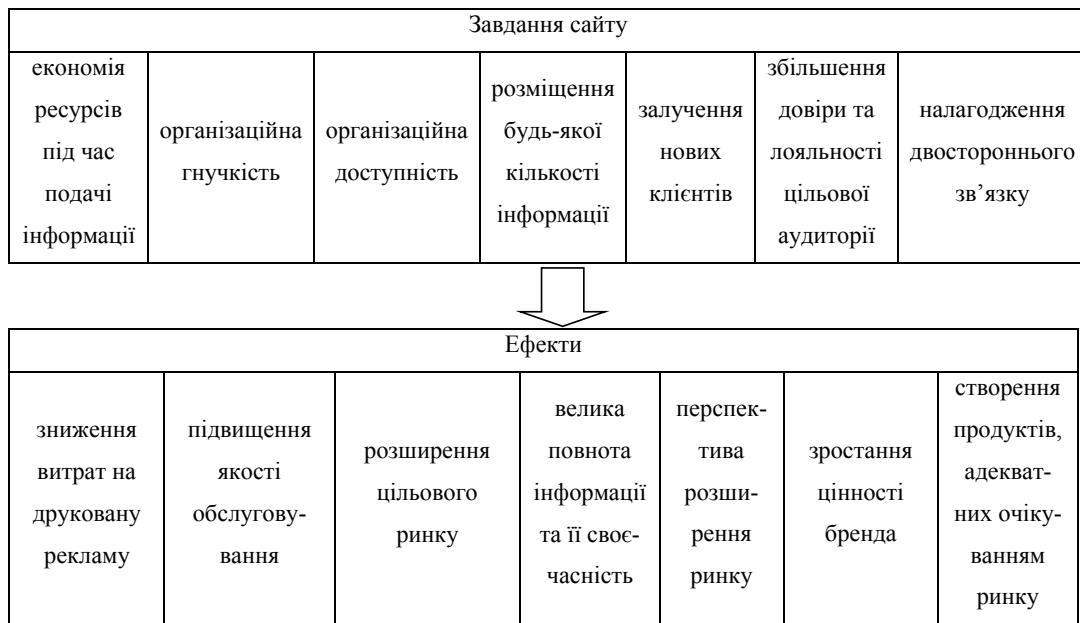 Завдання сайту
економія
ресурсів
під час
подачі
інформації
організаційна
гнучкість
організаційна
доступність
розміщення
будь-якої
кількості
інформації
залучення
нових
клієнтів
збільшення
довіри та
лояльності
цільової
аудиторії
налагодження
двостороннього
зв’язку
Ефекти
зниження
витрат на
друковану
рекламу
підвищення
якості
обслугову-
вання
розширення
цільового
ринку
велика
повнота
інформації
та її своє-
часність
перспек-
тива
розши-
рення
ринку
зростання
цінності
бренда
створення
продуктів,
адекват-
них очіку-
ванням
ринку